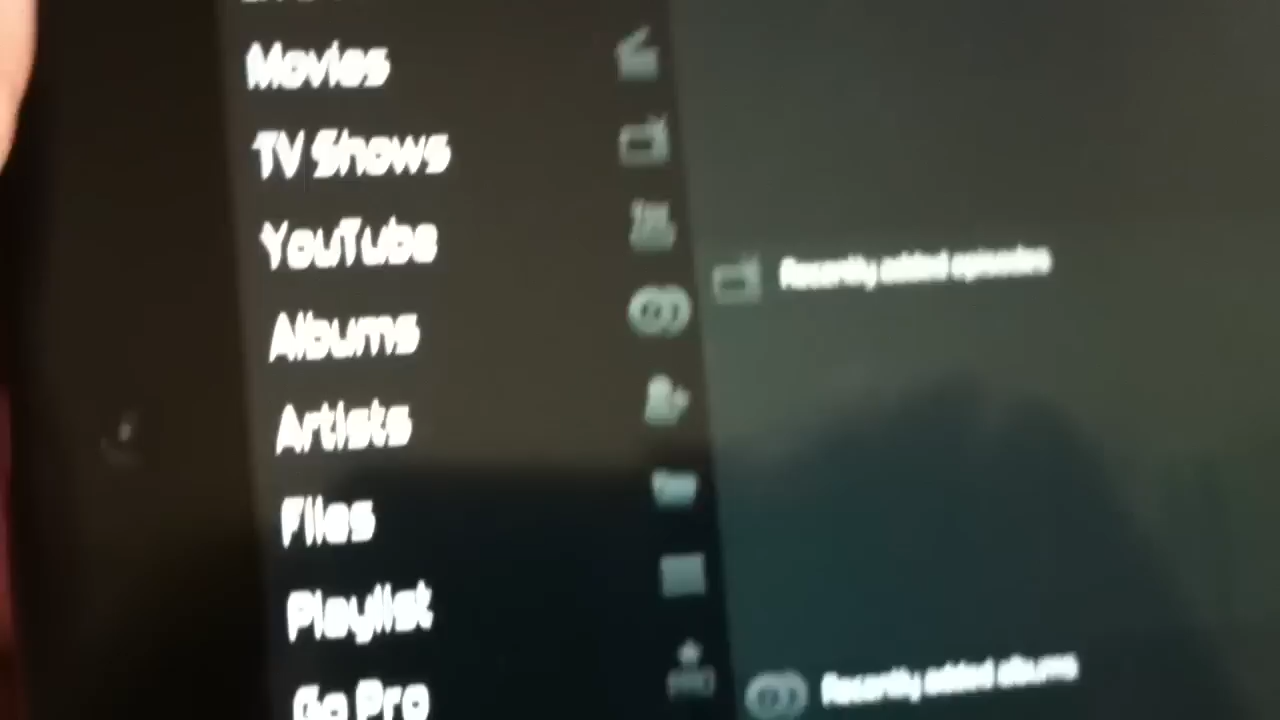 Movies
TV Shows
YouTube
Albums
Artists
Files
Playlist
Go Pro
Recently added episodes
Recently added albums